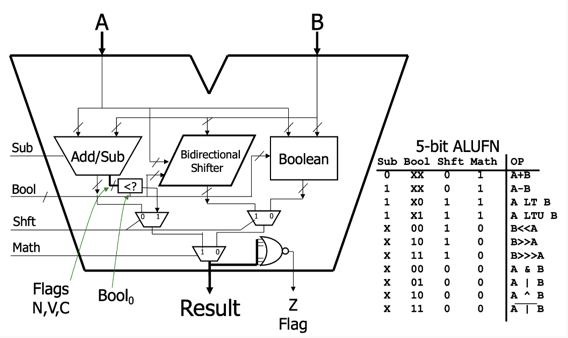 A B
Sub
Add/Sub
<?
Bidirectional
Shifter
Boolean
Bool
Shft
0 1
1 0
Math
1 0
Flags
N,V,C
Bool0
Result
Z
Flag
5-bit ALUFN
Sub Bool Shft Math OP
0 XX 0 1 A+B
1 XX 0 1 A-B
1 X0 1 1 A LT B
1 X1 1 1 A LTU B
X 00 1 0 B<<A
X 10 1 0 B>>A
X 11 1 0 B>>>A
X 00 0 0 A & B
X 01 0 0 A | B
X 10 0 0 A ^ B
X 11 0 0 A | B